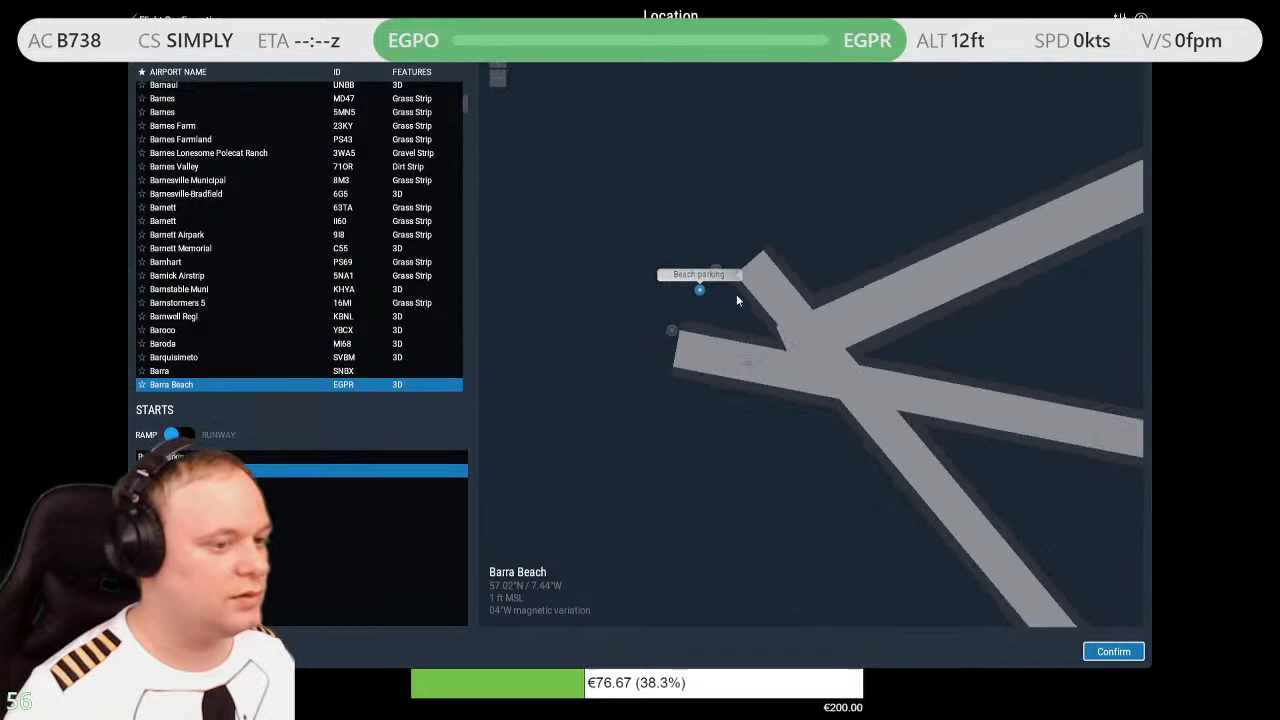 Location
AC B738 CS SIMPLY ETA --:--z EGPO EGPR ALT 12ft SPD 0kts V/S 0fpm
★ AIRPORT NAME ID FEATURES
☆ Barnaul UNBB 3D
☆ Barnes MD47 Grass Strip
☆ Barnes 5MN5 Grass Strip
☆ Barnes Farm 23KY Grass Strip
☆ Barnes Farmland PS43 Grass Strip
☆ Barnes Lonesome Polecat Ranch 3WA5 Gravel Strip
☆ Barnes Valley 71OR Dirt Strip
☆ Barnesville Municipal 8M3 Grass Strip
☆ Barnesville-Bradfield 6G5 3D
☆ Barnett 63TA Grass Strip
☆ Barnett II60 Grass Strip
☆ Barnett Airpark 9I8 Grass Strip
☆ Barnett Memorial C55 3D
☆ Barnhart PS69 Grass Strip
☆ Barnick Airstrip 5NA1 Grass Strip
☆ Barnstable Muni KHYA 3D
☆ Barnstormers 5 16MI Grass Strip
☆ Barnwell Regl KBNL 3D
☆ Baroco YBCX 3D
☆ Baroda MI68 3D
☆ Barquisimeto SVBM 3D
☆ Barra SNBX
☆ Barra Beach EGPR 3D
STARTS
RAMP RUNWAY
Beach parking
Barra Beach
57.02°N / 7.44°W
1 ft MSL
04°W magnetic variation
Confirm
€76.67 (38.3%)
€200.00
56